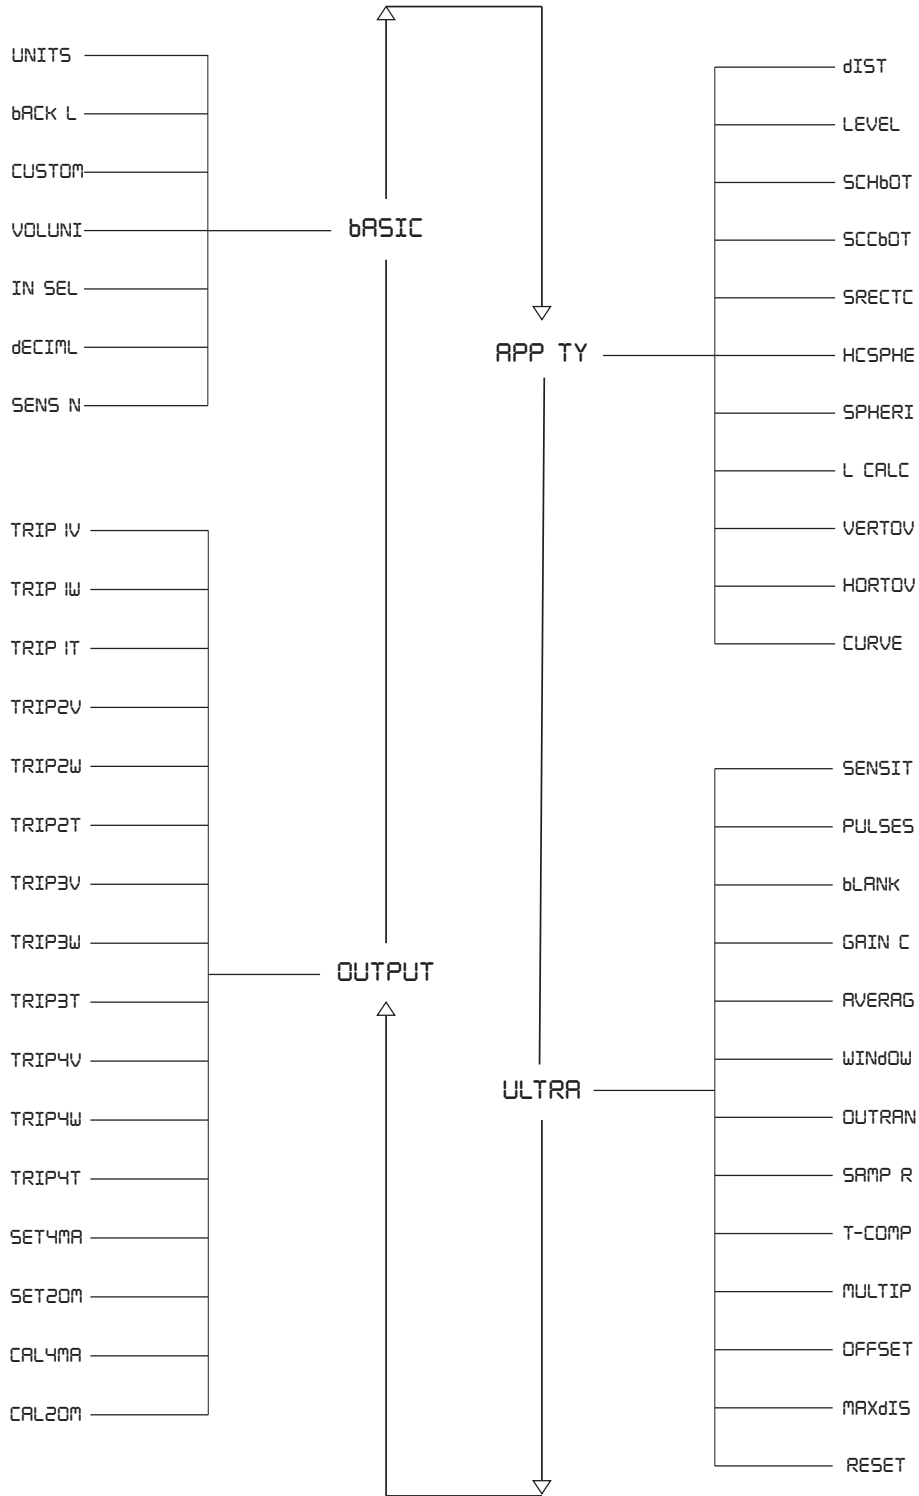 UNITS
bACK L
CUSTOM
VOLUNI
IN SEL
dECIML
SENS N
bASIC
TRIP 1V
TRIP 1W
TRIP 1T
TRIP2V
TRIP2W
TRIP2T
TRIP3V
TRIP3W
TRIP3T
TRIP4V
TRIP4W
TRIP4T
SET4MA
SET20M
CAL4MA
CAL20M
OUTPUT
APP TY
dIST
LEVEL
SCHbOT
SCCbOT
SRECTC
HCSPHE
SPHERI
L CALC
VERTOV
HORTOV
CURVE
ULTRA
SENSIT
PULSES
bLANK
GAIN C
AVERAG
WINdOW
OUTRAN
SAMP R
T-COMP
MULTIP
OFFSET
MAXdIS
RESET